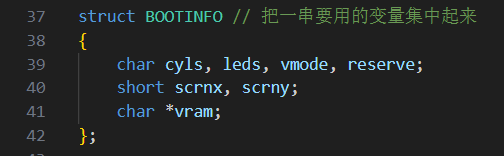 37 struct BOOTINFO // 把一串要用的变量集中起来
38 {
39     char cyls, leds, vmode, reserve;
40     short scrnx, scrny;
41     char *vram;
42 };